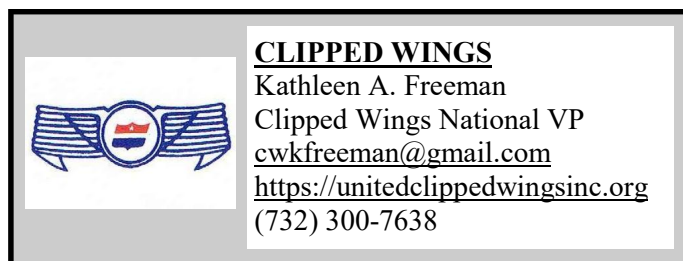 CLIPPED WINGS
Kathleen A. Freeman
Clipped Wings National VP
cwkfreeman@gmail.com
https://unitedclippedwingsinc.org
(732) 300-7638